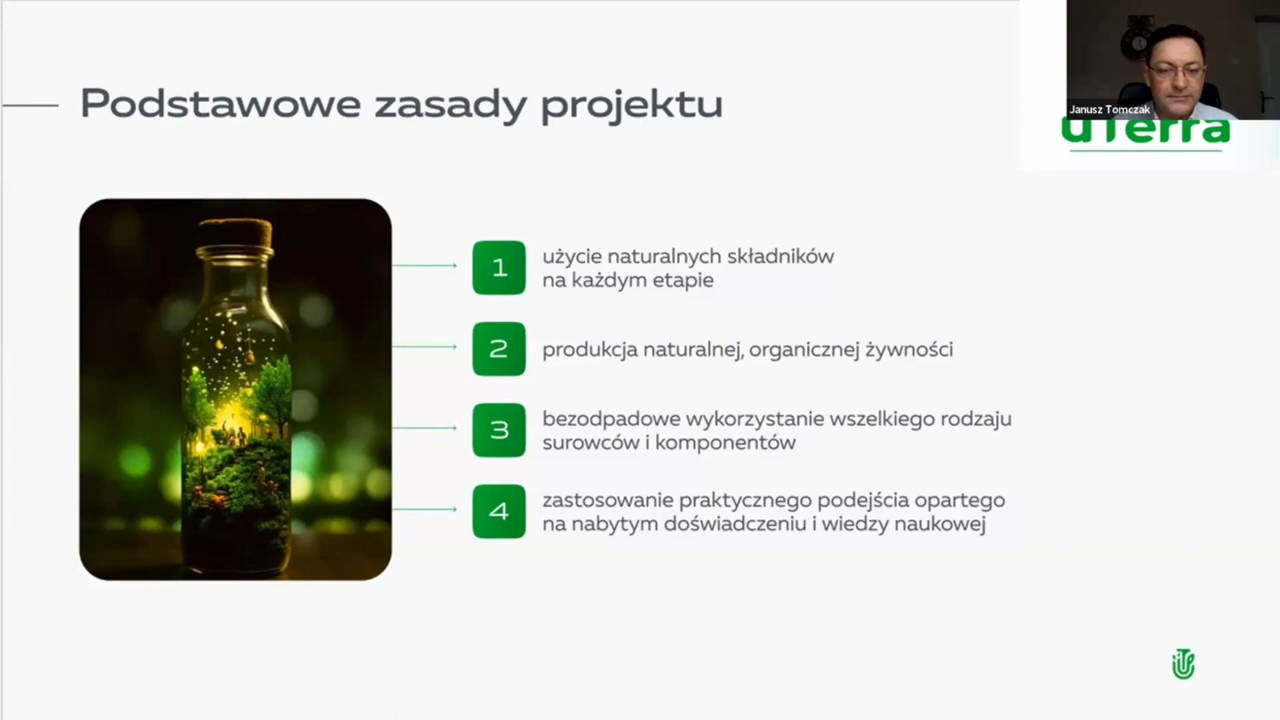 Podstawowe zasady projektu
Janusz Tomczak
uTerra
1
użycie naturalnych składników
na każdym etapie
2
produkcja naturalnej, organicznej żywności
3
bezodpadowe wykorzystanie wszelkiego rodzaju
surowców i komponentów
4
zastosowanie praktycznego podejścia opartego
na nabytym doświadczeniu i wiedzy naukowej